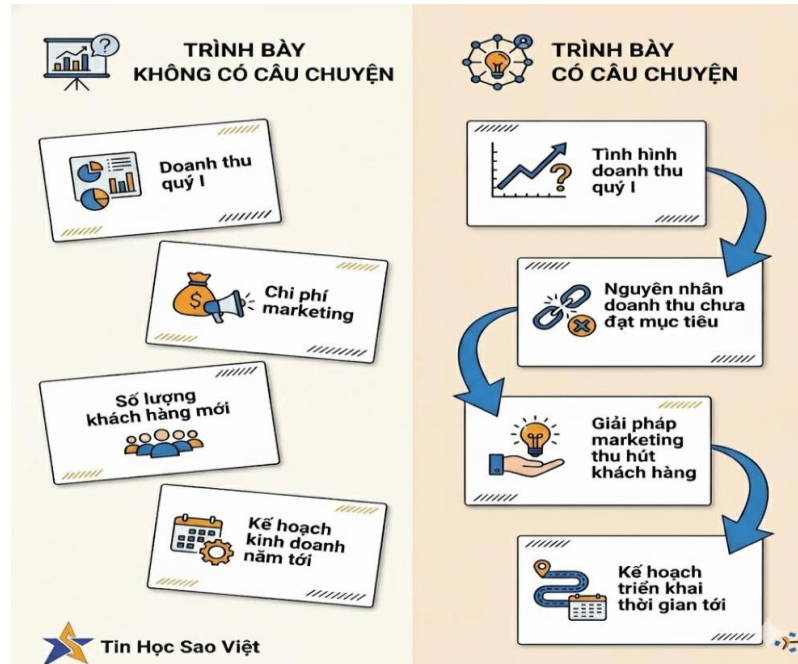 TRÌNH BÀY
KHÔNG CÓ CÂU CHUYỆN
?
Doanh thu
quý I
$
Chi phí
marketing
Số lượng
khách hàng mới
Kế hoạch
kinh doanh
năm tới
Tin Học Sao Việt
TRÌNH BÀY
CÓ CÂU CHUYỆN
?
Tình hình
doanh thu
quý I
Nguyên nhân
doanh thu chưa
đạt mục tiêu
Giải pháp
marketing
thu hút
khách hàng
Kế hoạch
triển khai
thời gian tới